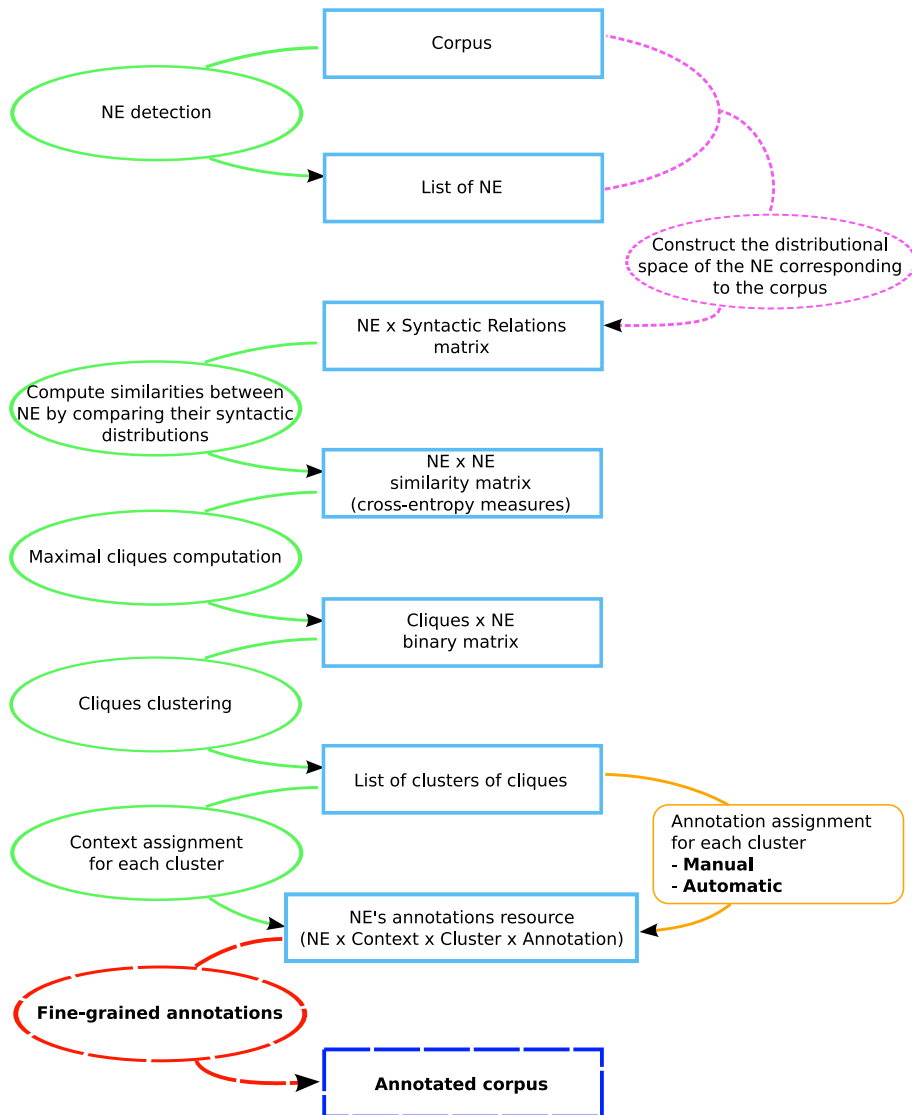 Corpus
NE detection
List of NE
Construct the distributional
space of the NE corresponding
to the corpus
NE x Syntactic Relations
matrix
Compute similarities between
NE by comparing their syntactic
distributions
NE x NE
similarity matrix
(cross-entropy measures)
Maximal cliques computation
Cliques x NE
binary matrix
Cliques clustering
List of clusters of cliques
Context assignment
for each cluster
Annotation assignment
for each cluster
- Manual
- Automatic
NE's annotations resource
(NE x Context x Cluster x Annotation)
Fine-grained annotations
Annotated corpus